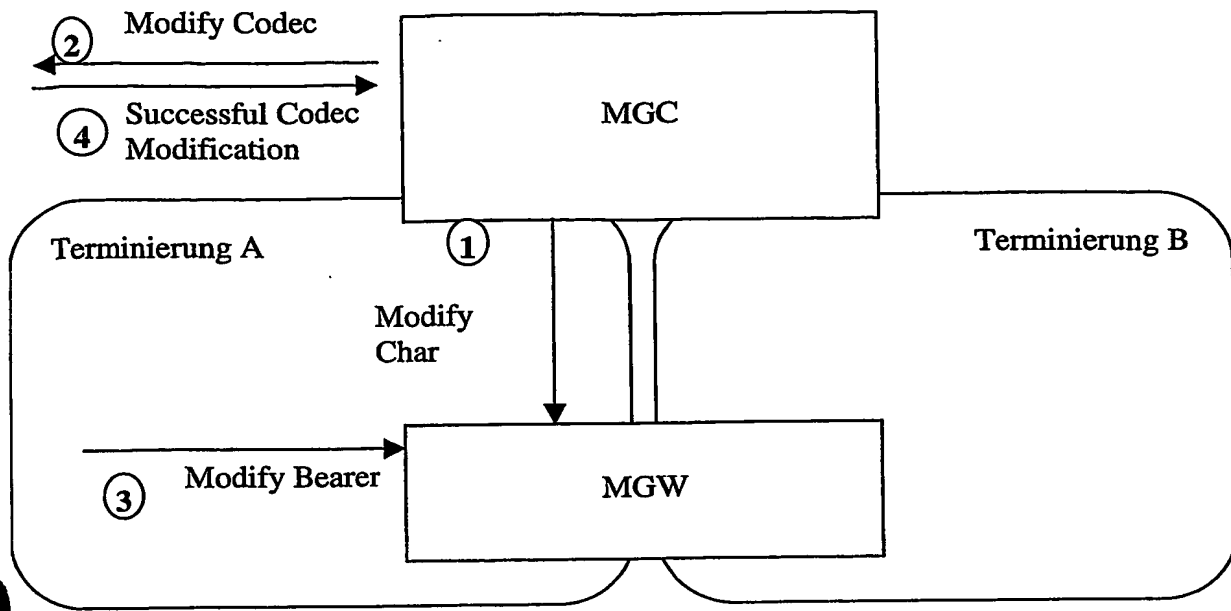 Modify Codec
2
4
Successful Codec
Modification
MGC
Terminierung A
1
Terminierung B
Modify
Char
3
Modify Bearer
MGW